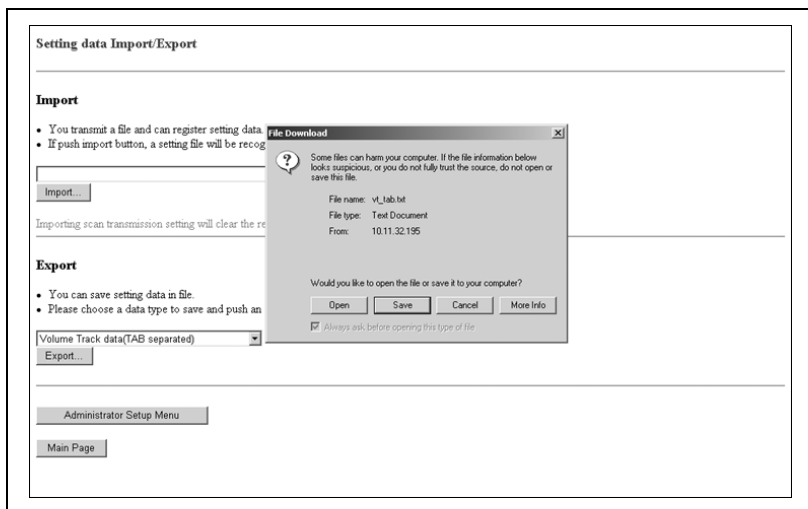 Setting data Import/Export
Import
• You transmit a file and can register setting data.
• If push import button, a setting file will be recog
Import...
Importing scan transmission setting will clear the re
File Download
Some files can harm your computer. If the file information below
looks suspicious, or you do not fully trust the source, do not open or
save this file.
File name: vt_tab.txt
File type: Text Document
From: 10.11.32.195
Would you like to open the file or save it to your computer?
Open Save Cancel More Info
Always ask before opening this type of file
Export
• You can save setting data in file.
• Please choose a data type to save and push an
Volume Track data(TAB separated)
Export...
Administrator Setup Menu
Main Page